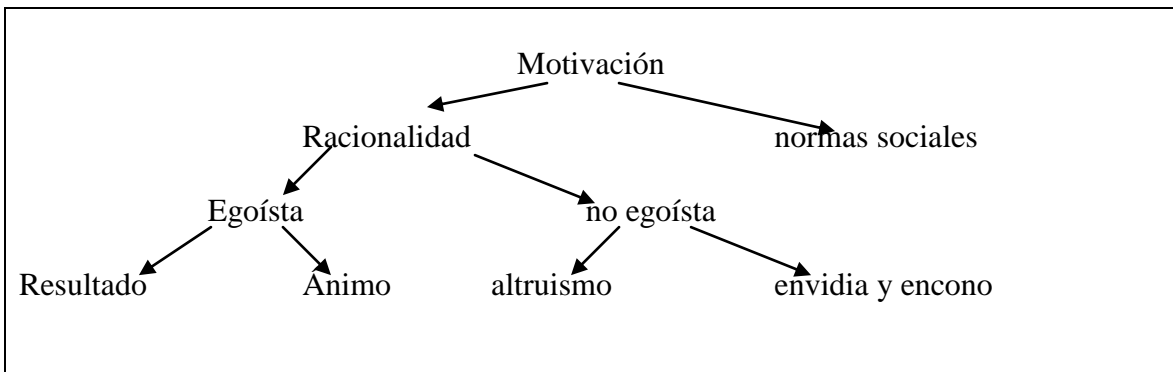 Motivación
Racionalidad normas sociales
Egoísta no egoísta
Resultado Ánimo altruismo envidia y encono